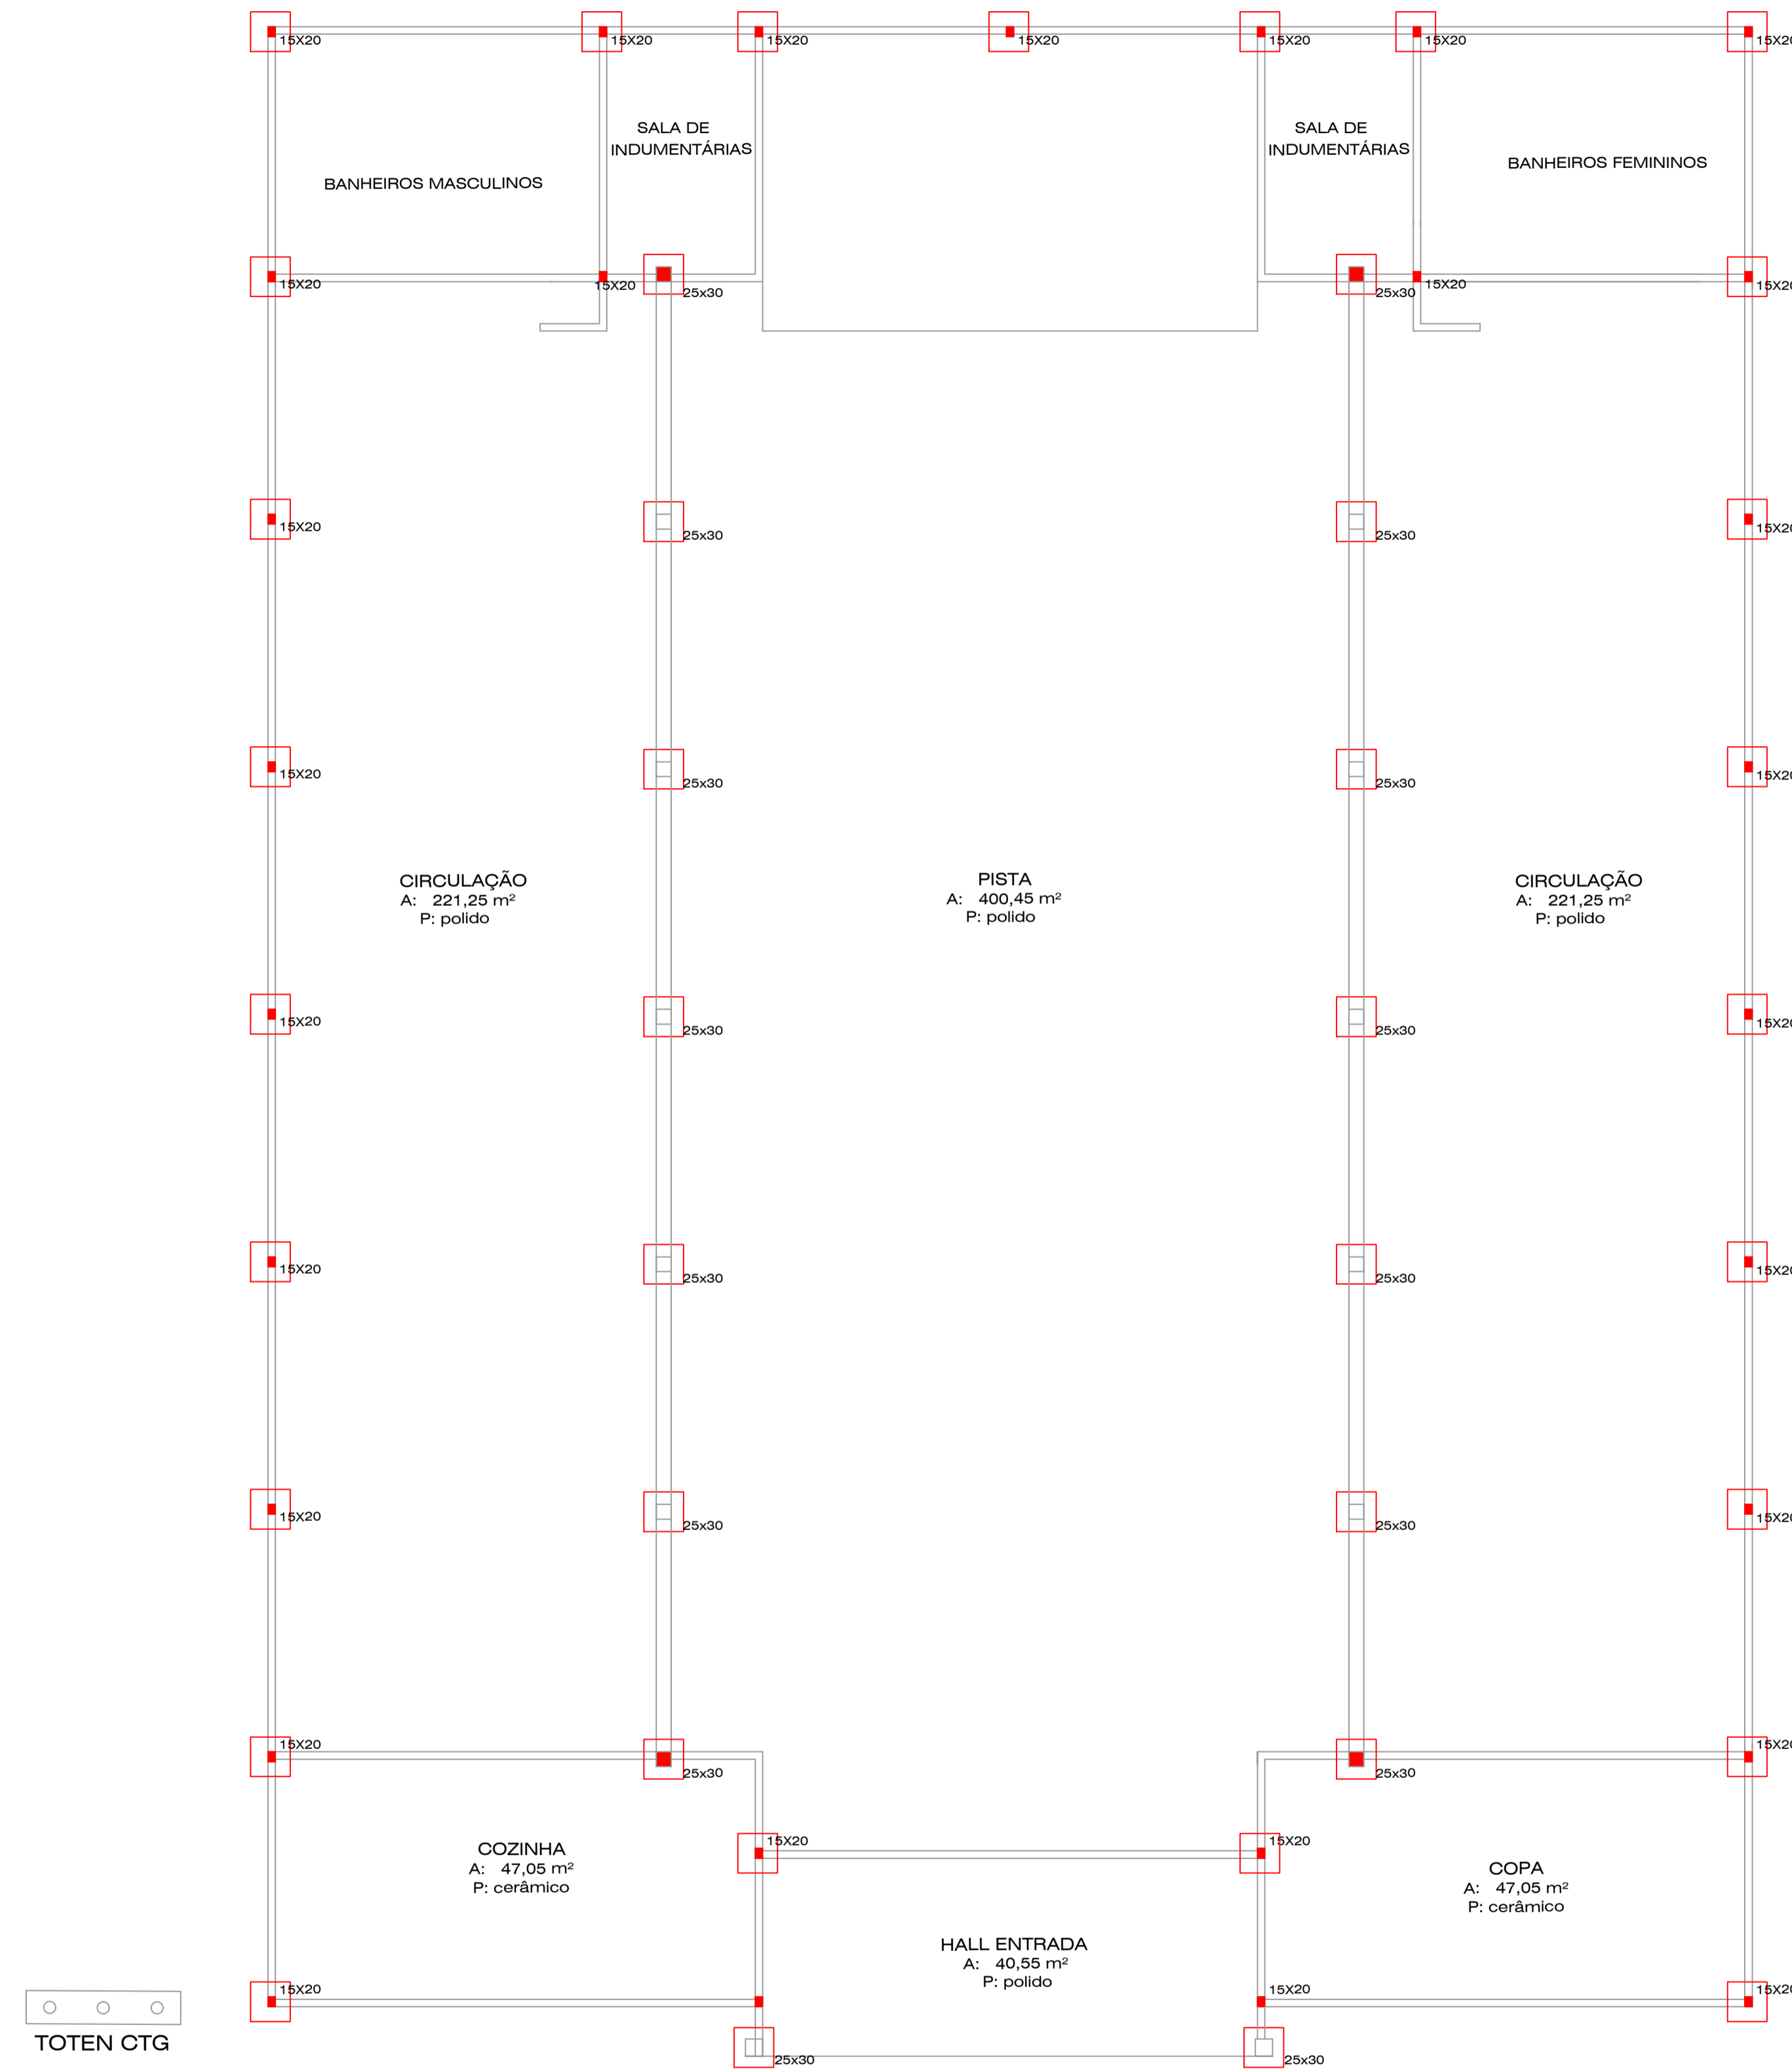 15X20 15X20 15X20 15X20 15X20 15X20 15X20
SALA DE
INDUMENTÁRIAS
SALA DE
INDUMENTÁRIAS
BANHEIROS MASCULINOS
BANHEIROS FEMININOS
15X20 15X20 25x30 25x30 15X20 15X20
15X20 25x30 25x30 15X20
15X20 25x30 25x30 15X20
CIRCULAÇÃO
A: 221,25 m²
P: polido
PISTA
A: 400,45 m²
P: polido
CIRCULAÇÃO
A: 221,25 m²
P: polido
15X20 25x30 25x30 15X20
15X20 25x30 25x30 15X20
15X20 25x30 25x30 15X20
15X20 25x30 25x30 15X20
15X20 15X20
COZINHA
A: 47,05 m²
P: cerâmico
COPA
A: 47,05 m²
P: cerâmico
HALL ENTRADA
A: 40,55 m²
P: polido
15X20 15X20 15X20
TOTEN CTG
25x30 25x30